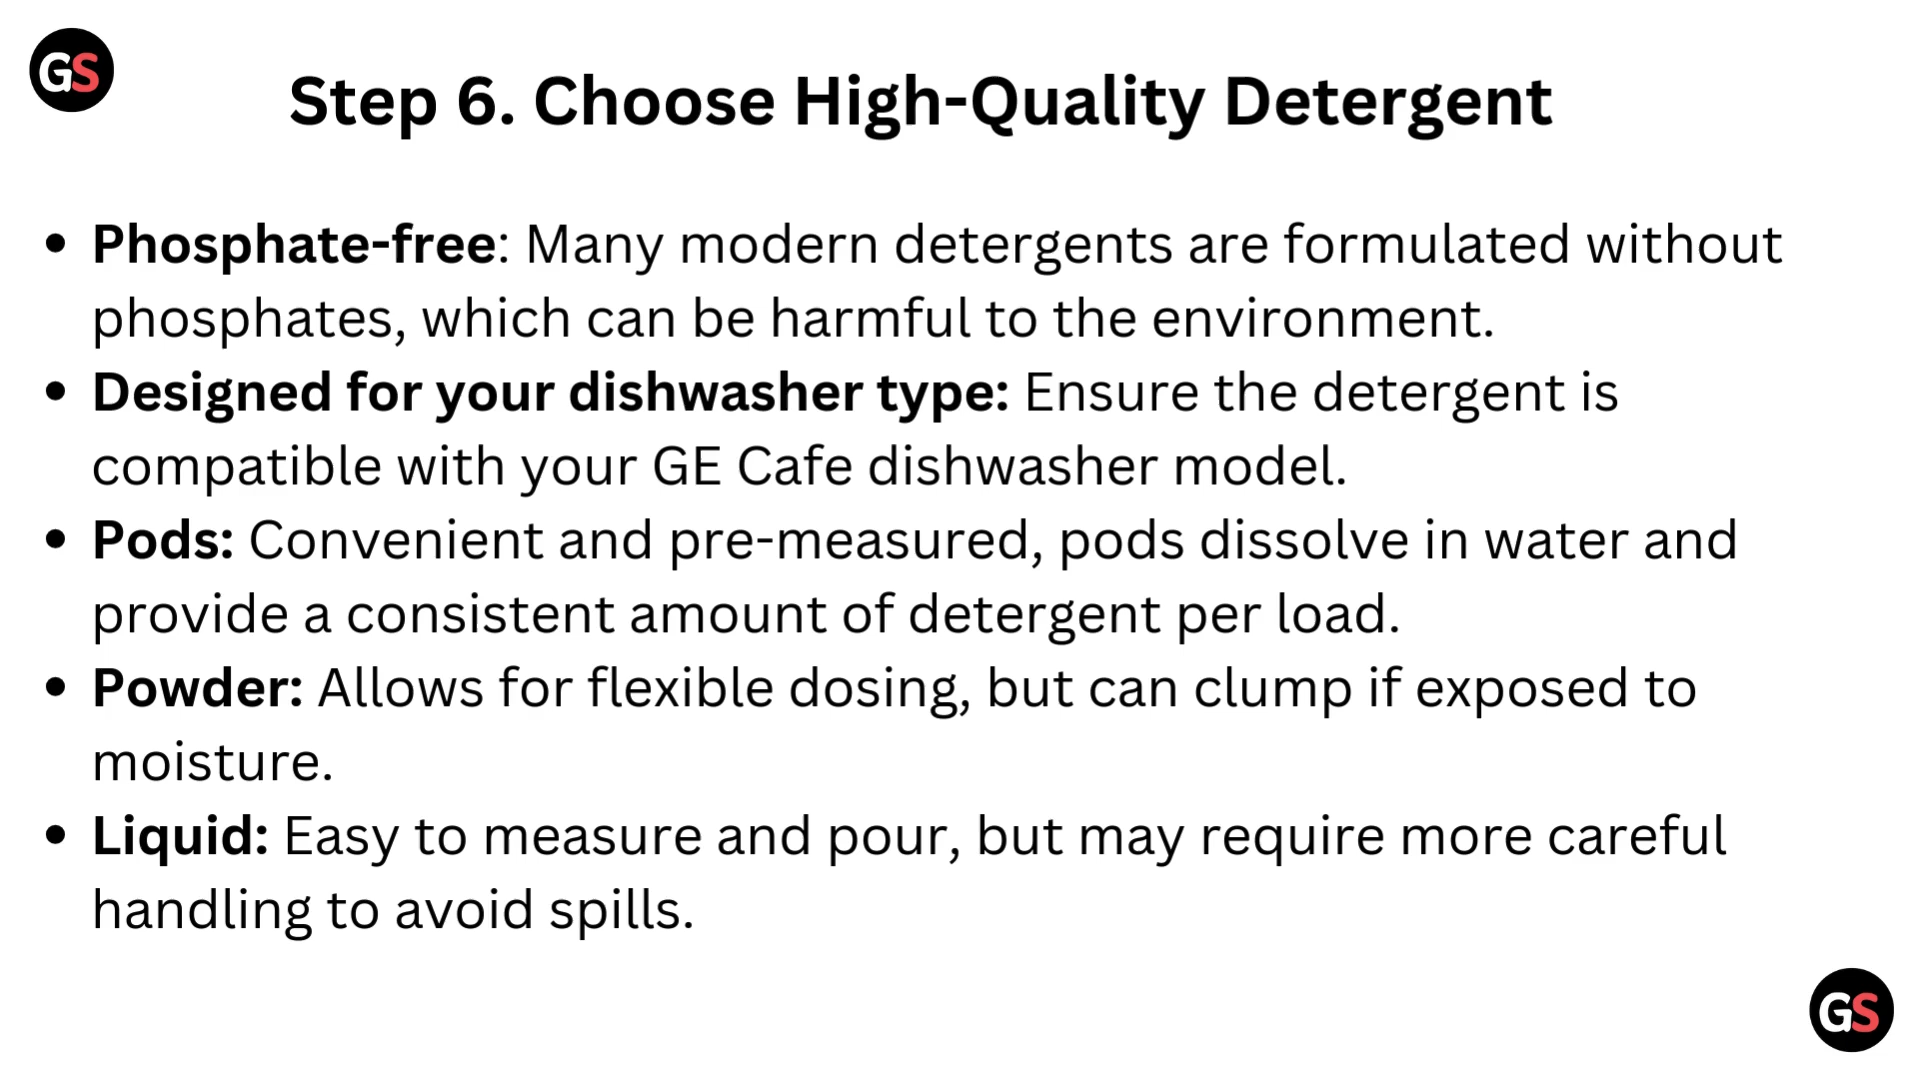 GS
Step 6. Choose High-Quality Detergent
• Phosphate-free: Many modern detergents are formulated without
phosphates, which can be harmful to the environment.
• Designed for your dishwasher type: Ensure the detergent is
compatible with your GE Cafe dishwasher model.
• Pods: Convenient and pre-measured, pods dissolve in water and
provide a consistent amount of detergent per load.
• Powder: Allows for flexible dosing, but can clump if exposed to
moisture.
• Liquid: Easy to measure and pour, but may require more careful
handling to avoid spills.
GS